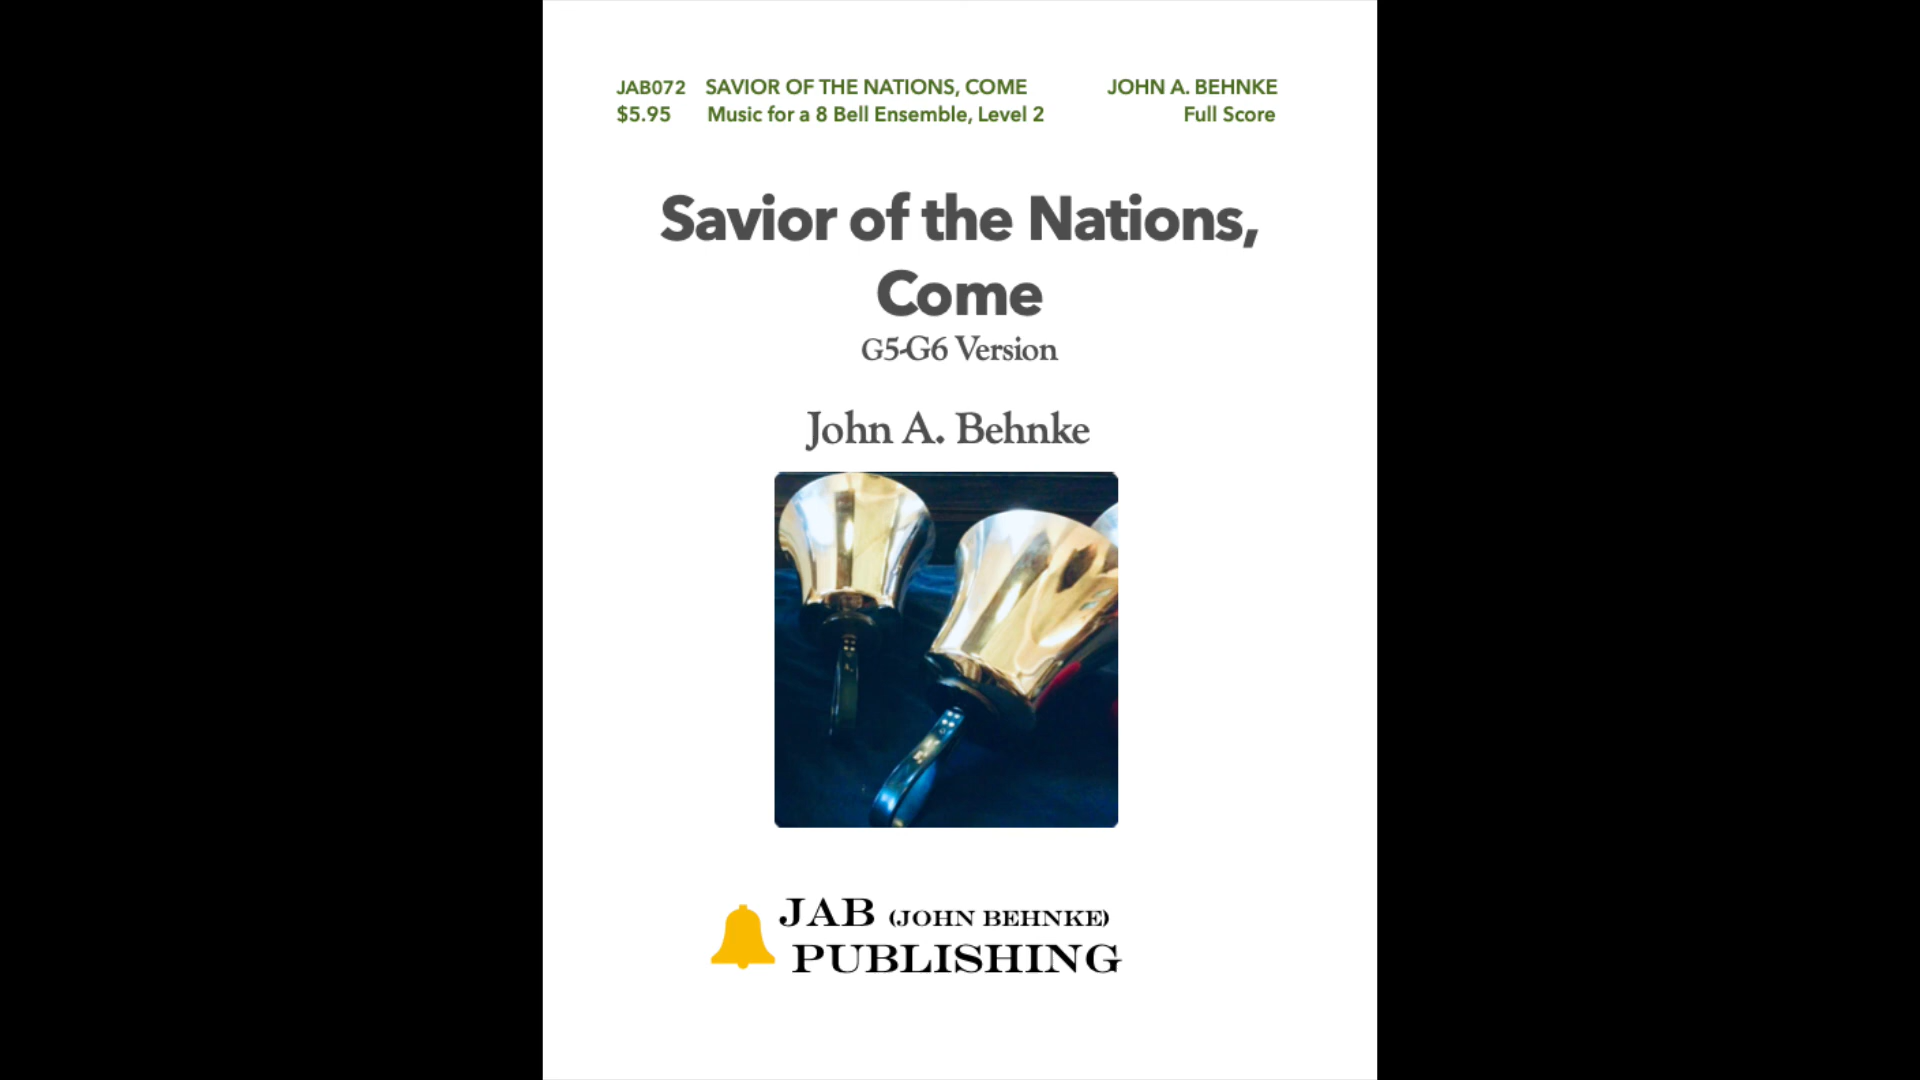 JAB072 SAVIOR OF THE NATIONS, COME JOHN A. BEHNKE
$5.95 Music for a 8 Bell Ensemble, Level 2 Full Score
Savior of the Nations,
Come
G5-G6 Version
John A. Behnke
JAB (JOHN BEHNKE)
PUBLISHING